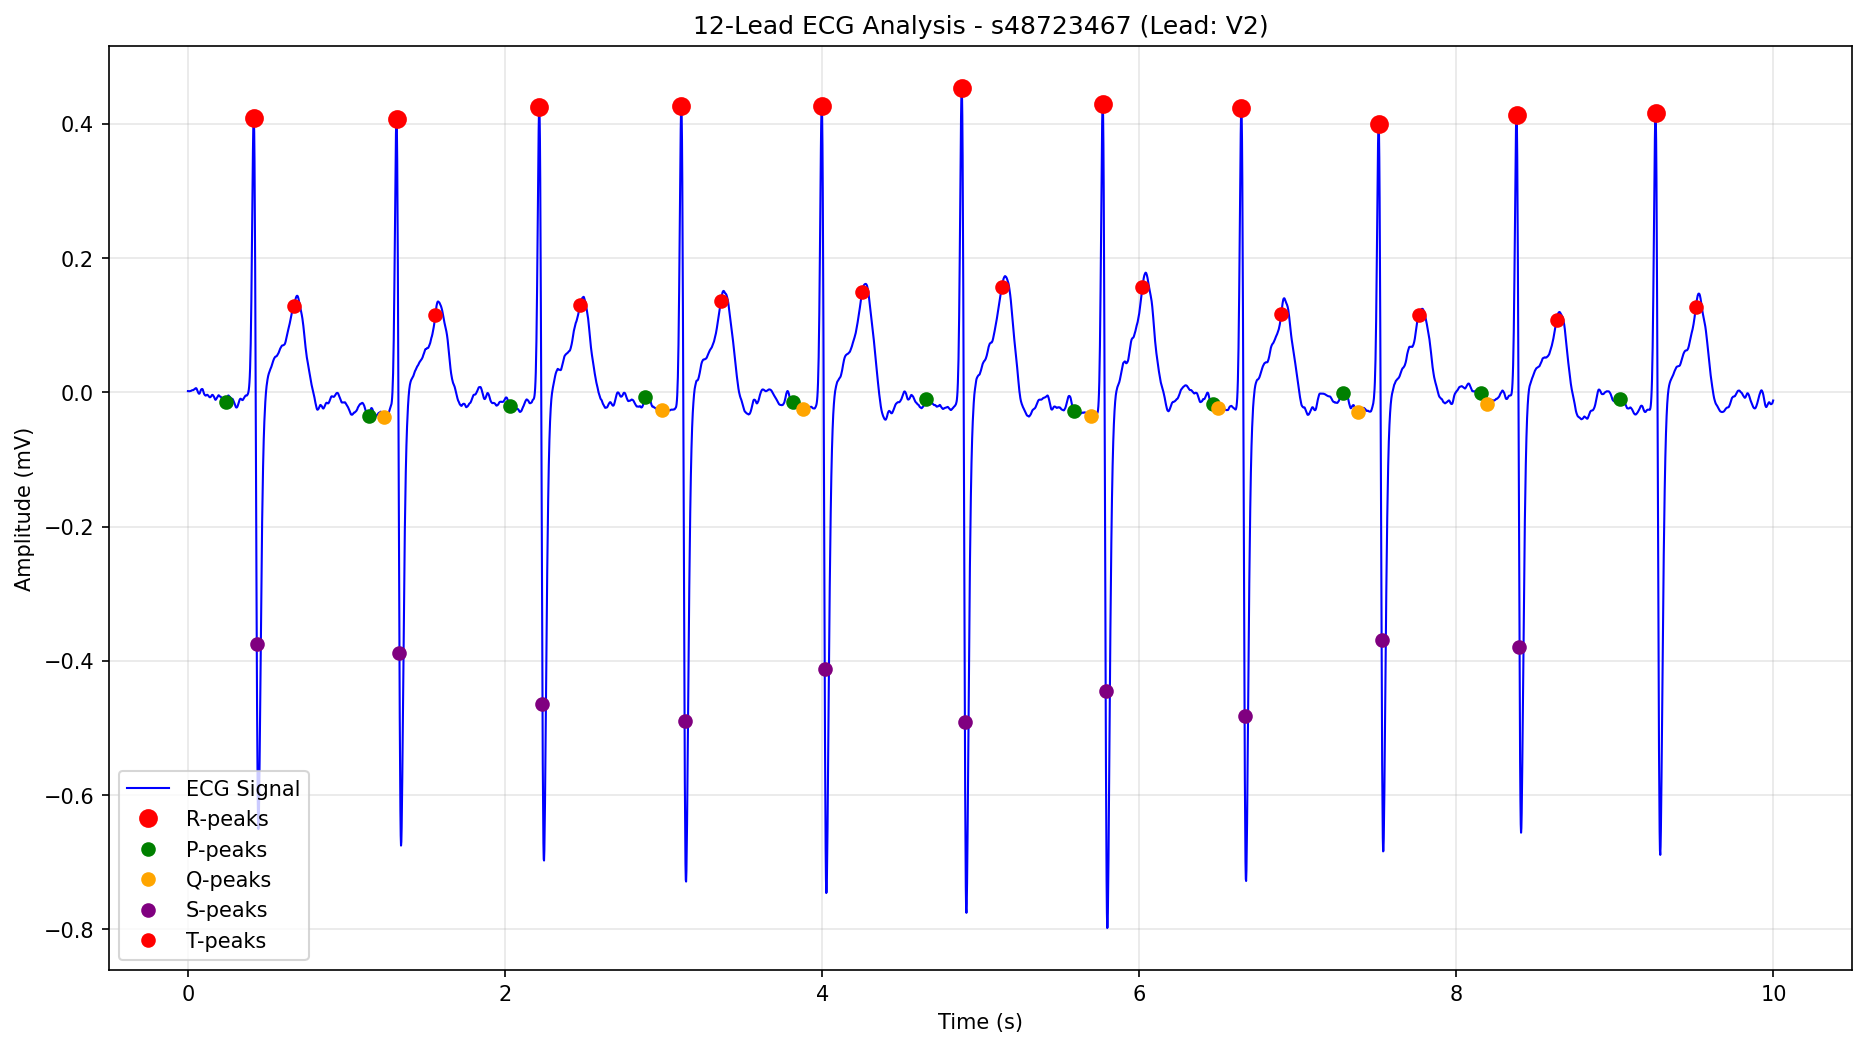 12-Lead ECG Analysis - s48723467 (Lead: V2)
0.4
0.2
0.0
−0.2
−0.4
−0.6
−0.8
Amplitude (mV)
ECG Signal
R-peaks
P-peaks
Q-peaks
S-peaks
T-peaks
0 2 4 6 8 10
Time (s)